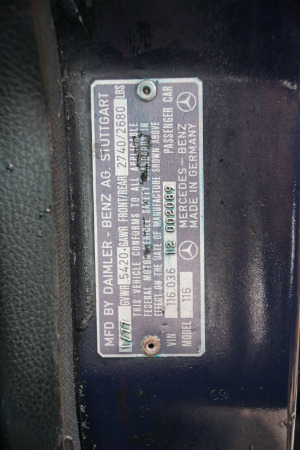 MFD BY DAIMLER - BENZ AG. STUTTGART
GVWR 5420 GAWR FRONT/REAR 2740/2680 LBS
THIS VEHICLE CONFORMS TO ALL APPLICABLE
FEDERAL MOTOR VEHICLE SAFETY STANDARDS IN
EFFECT ON THE DATE OF MANUFACTURE SHOWN ABOVE
VIN 116.036 12 002089 PASSENGER CAR
MODEL 116 MERCEDES-BENZ
MADE IN GERMANY